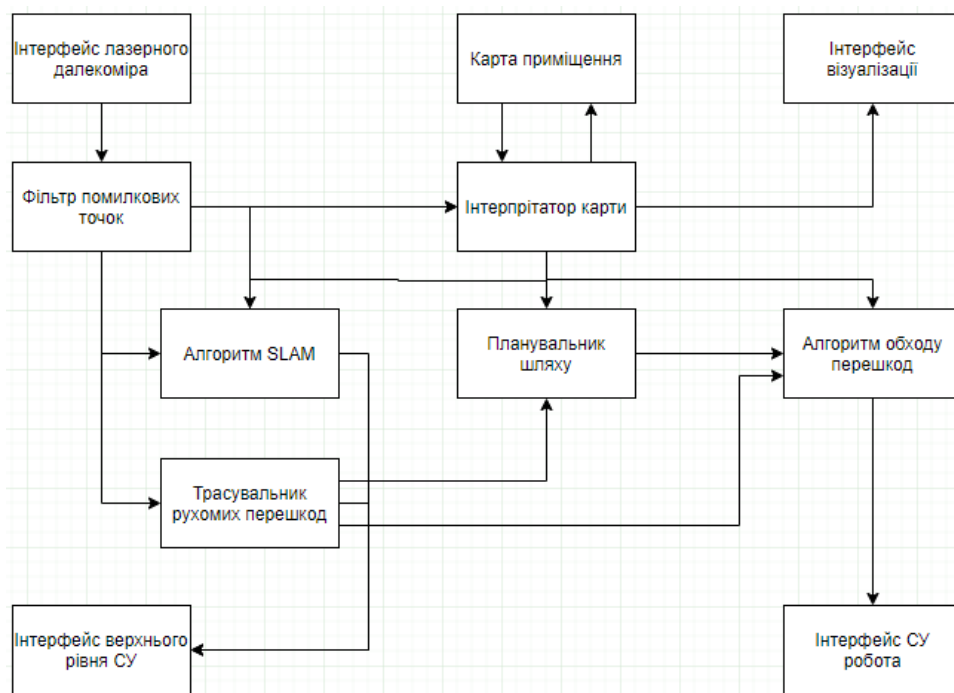 Інтерфейс лазерного
далекоміра
Карта приміщення
Інтерфейс
візуалізації
Фільтр помилкових
точок
Інтерпрітатор карти
Алгоритм SLAM
Планувальник
шляху
Алгоритм обходу
перешкод
Трасувальник
рухомих перешкод
Інтерфейс верхнього
рівня СУ
Інтерфейс СУ
робота